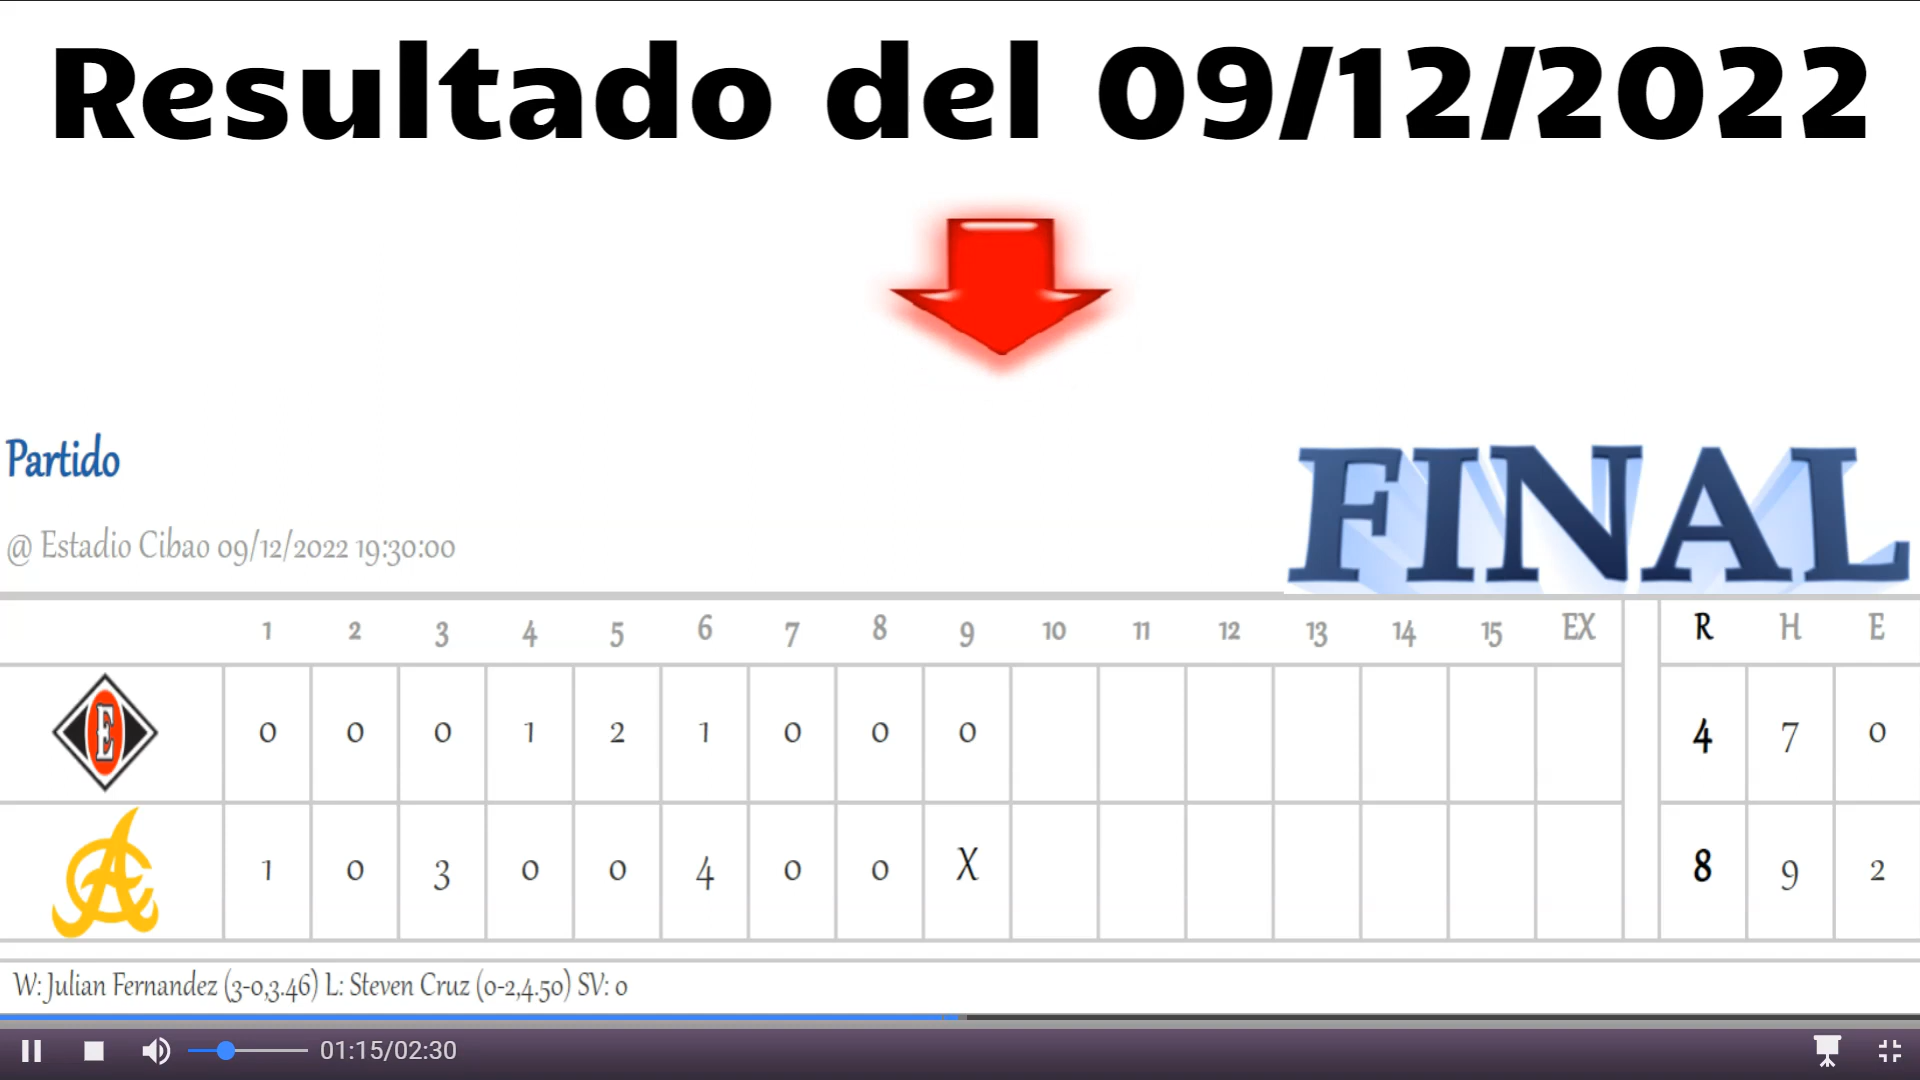 Resultado del 09/12/2022
Partido
FINAL
@ Estadio Cibao 09/12/2022 19:30:00
1 2 3 4 5 6 7 8 9 10 11 12 13 14 15 EX R H E
E 0 0 0 1 2 1 0 0 0 4 7 0
A 1 0 3 0 0 4 0 0 X 8 9 2
W: Julian Fernandez (3-0,3.46) L: Steven Cruz (0-2,4.50) SV: 0
01:15/02:30